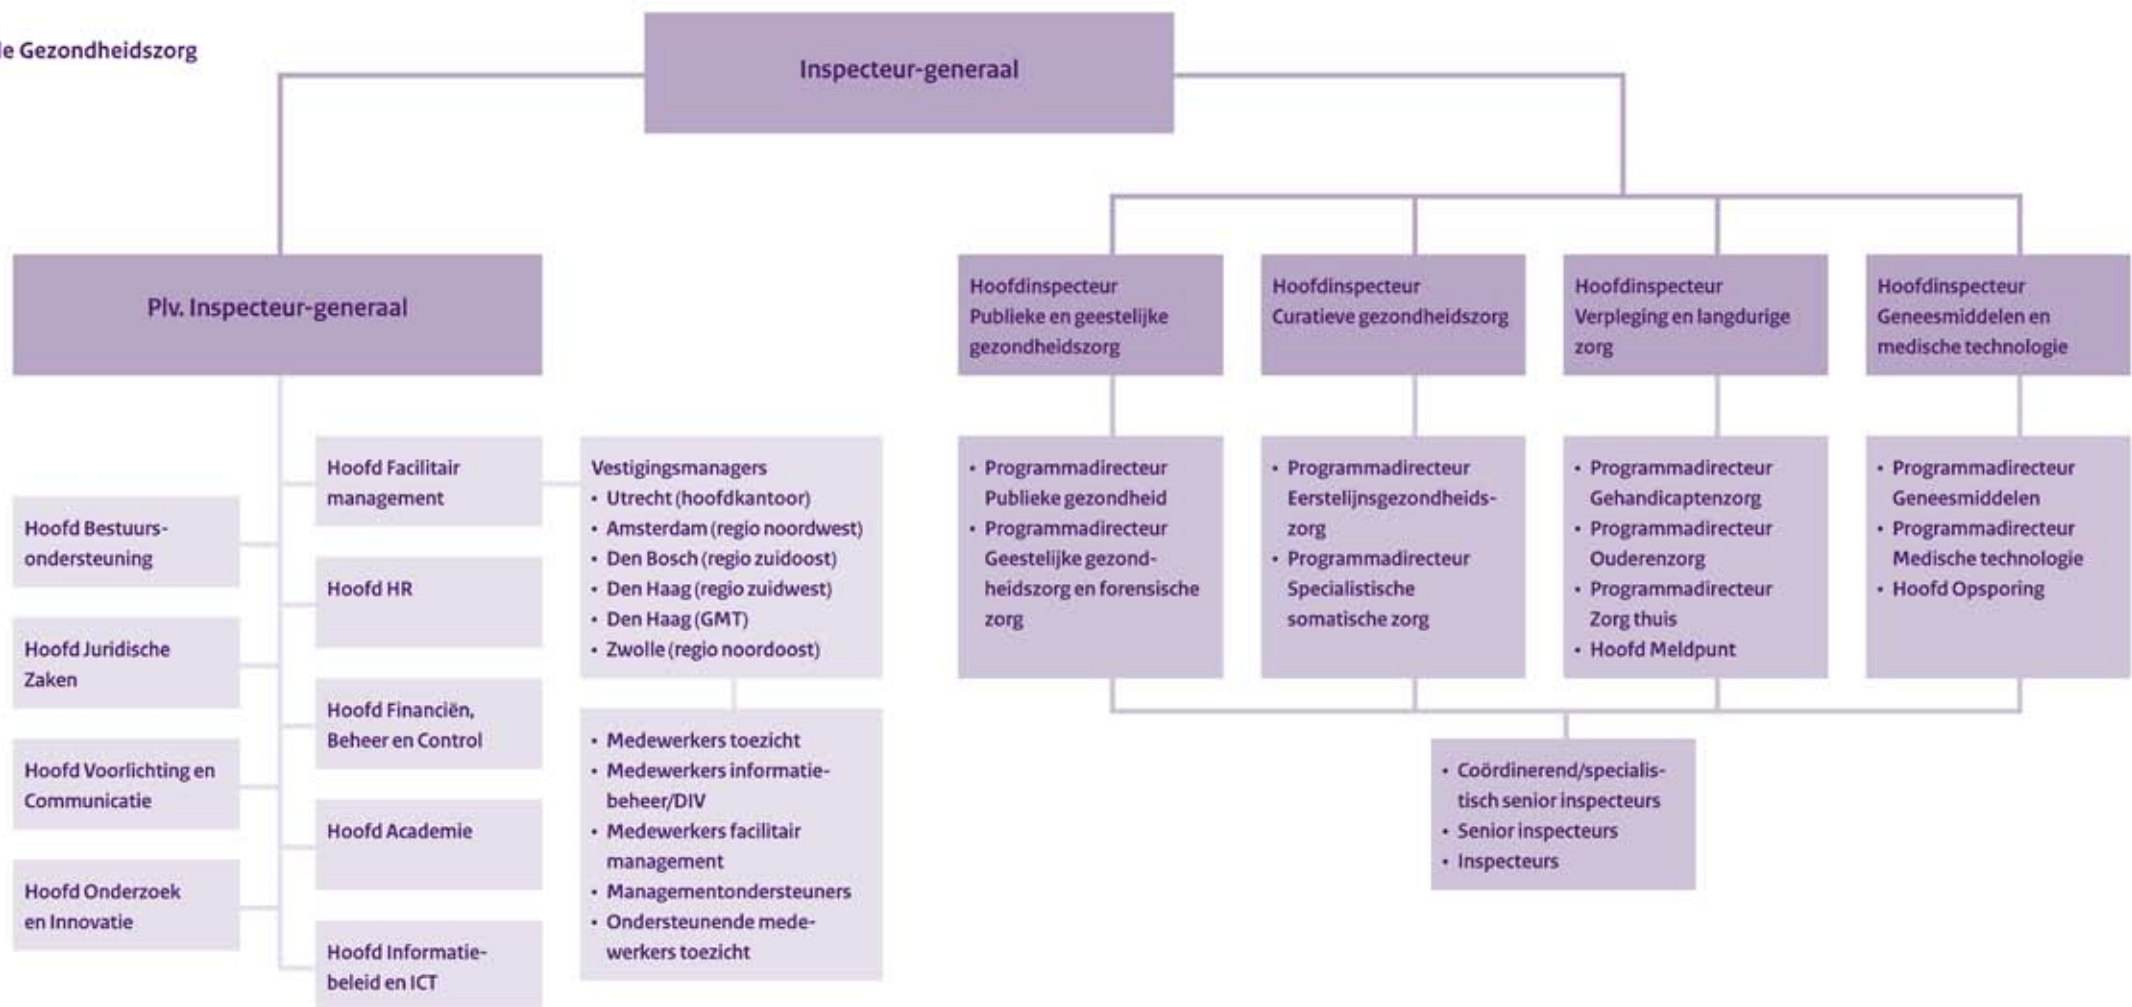 le Gezondheidszorg
Inspecteur-generaal
Plv. Inspecteur-generaal
Hoofd Bestuurs-
ondersteuning
Hoofd Juridische
Zaken
Hoofd Voorlichting en
Communicatie
Hoofd Onderzoek
en Innovatie
Hoofd Facilitair
management
Hoofd HR
Hoofd Financiën,
Beheer en Control
Hoofd Academie
Hoofd Informatie-
beleid en ICT
Vestigingsmanagers
• Utrecht (hoofdkantoor)
• Amsterdam (regio noordwest)
• Den Bosch (regio zuidoost)
• Den Haag (regio zuidwest)
• Den Haag (GMT)
• Zwolle (regio noordoost)
• Medewerkers toezicht
• Medewerkers informatie-
beheer/DIV
• Medewerkers facilitair
management
• Managementondersteuners
• Ondersteunende mede-
werkers toezicht
Hoofdinspecteur
Publieke en geestelijke
gezondheidszorg
• Programmadirecteur
Publieke gezondheid
• Programmadirecteur
Geestelijke gezond-
heidszorg en forensische
zorg
Hoofdinspecteur
Curatieve gezondheidszorg
• Programmadirecteur
Eerstelijnsgezondheids-
zorg
• Programmadirecteur
Specialistische
somatische zorg
Hoofdinspecteur
Verpleging en langdurige
zorg
• Programmadirecteur
Gehandicaptenzorg
• Programmadirecteur
Ouderenzorg
• Programmadirecteur
Zorg thuis
• Hoofd Meldpunt
Hoofdinspecteur
Geneesmiddelen en
medische technologie
• Programmadirecteur
Geneesmiddelen
• Programmadirecteur
Medische technologie
• Hoofd Opsporing
• Coördinerend/specialis-
tisch senior inspecteurs
• Senior inspecteurs
• Inspecteurs